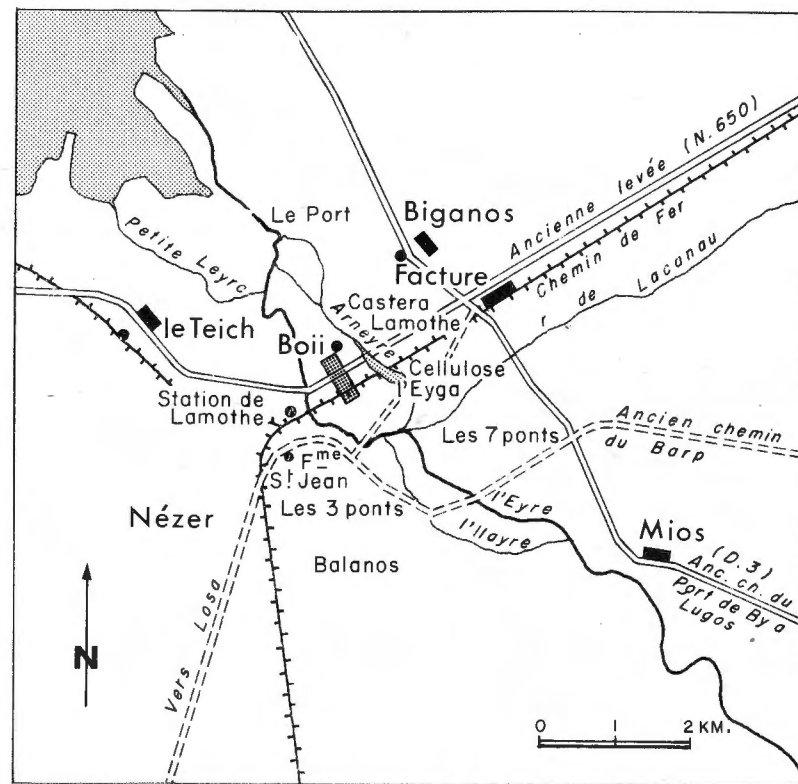 Ancienne levée (N.650)
Le Port
Biganos
Petite Leyre
Facture
Chemin de Fer
r de Lacanau
Castera
Lamothe
Arneyre
le Teich
Boii
Cellulose
l'Eyga
Station de
Lamothe
Les 7 ponts
Ancien chemin
du Barp
Fme
St Jean
Nézer
Les 3 ponts
l'Eyre
l'Ilayre
Mios
(D.3)
Balanos
Anc. ch. du
Port de Bya
Lugos
Vers Losa
N
0 1 2 KM.